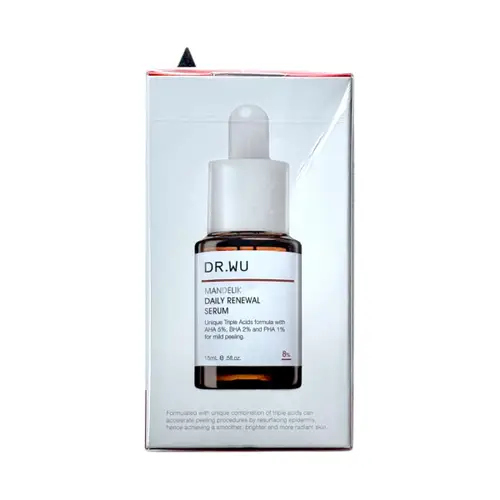 DR.WU
MANDELIK
DAILY RENEWAL
SERUM
Unique Triple Acids formula with
AHA 5%, BHA 2% and PHA 1%
for mild peeling.
15mL ℮ .5fl.oz. 8%
Formulated with unique combination of triple acids can
accelerate peeling procedures by resurfacing epidermis,
hence achieving a smoother, brighter and more radiant skin.